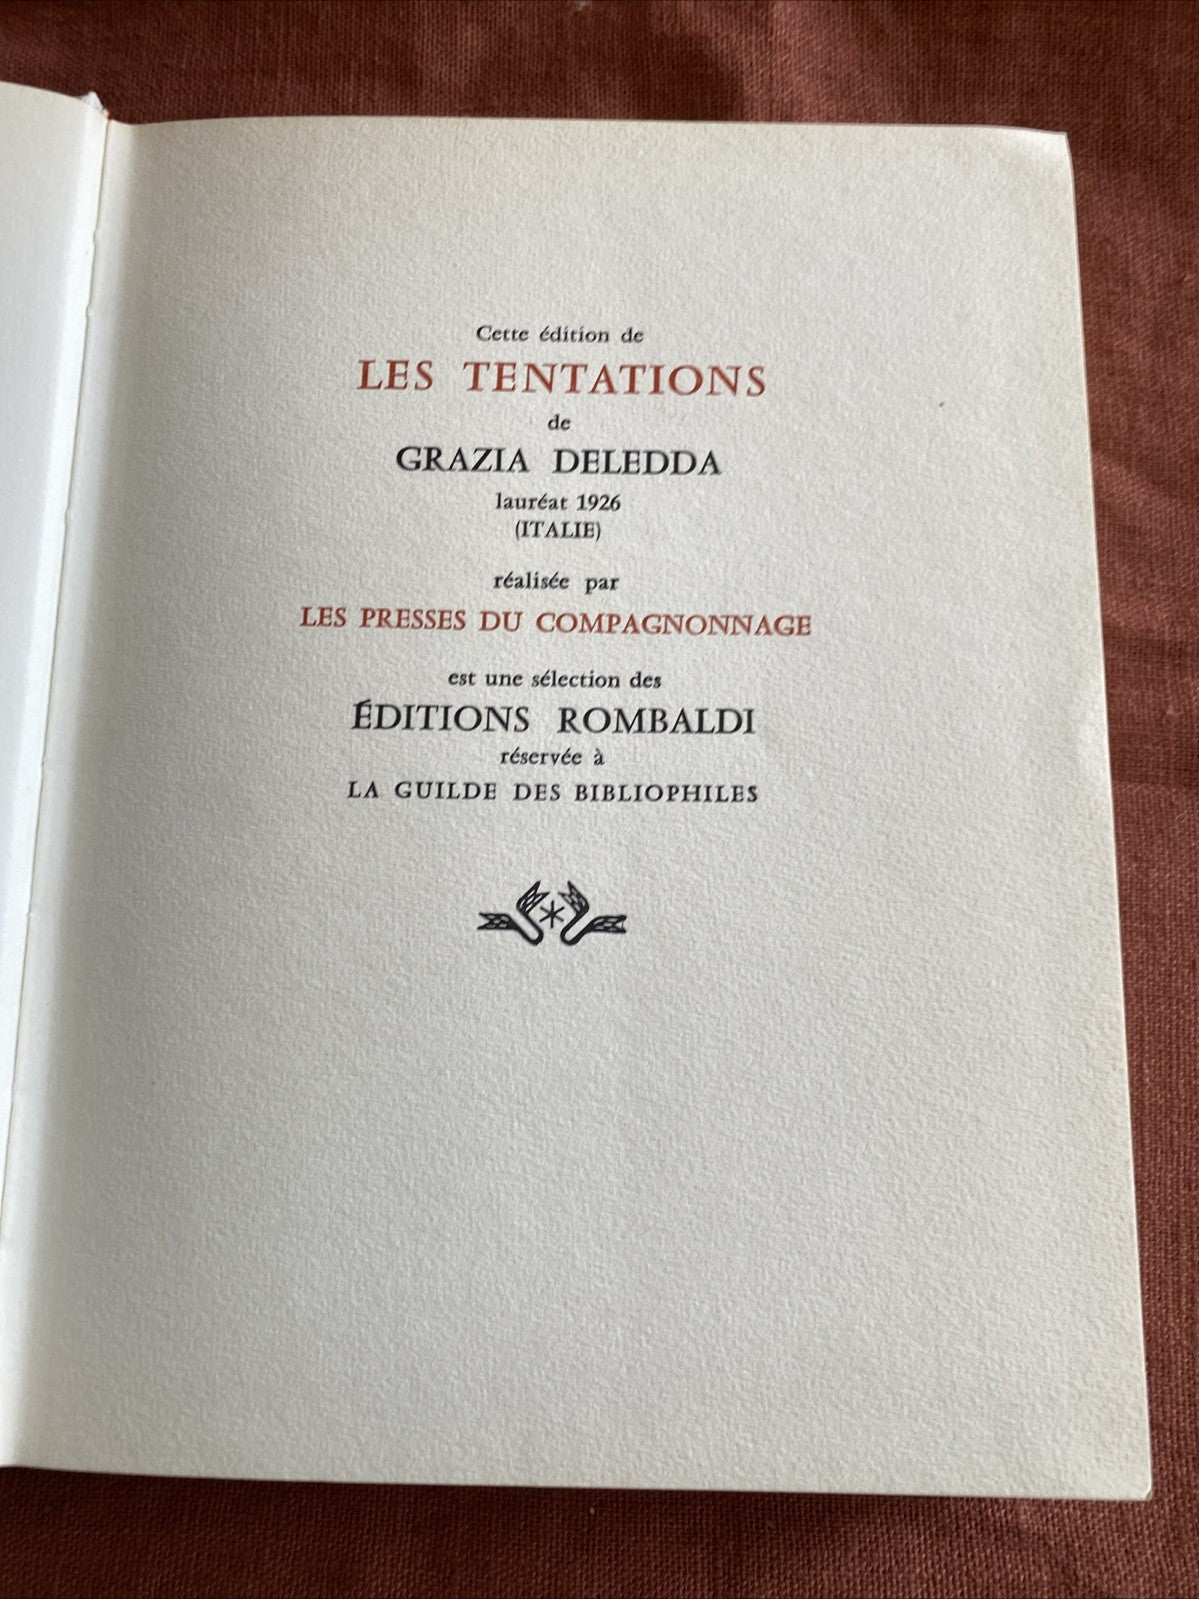 Cette édition de
LES TENTATIONS
de
GRAZIA DELEDDA
lauréat 1926
(ITALIE)
réalisée par
LES PRESSES DU COMPAGNONNAGE
est une sélection des
ÉDITIONS ROMBALDI
réservée à
LA GUILDE DES BIBLIOPHILES